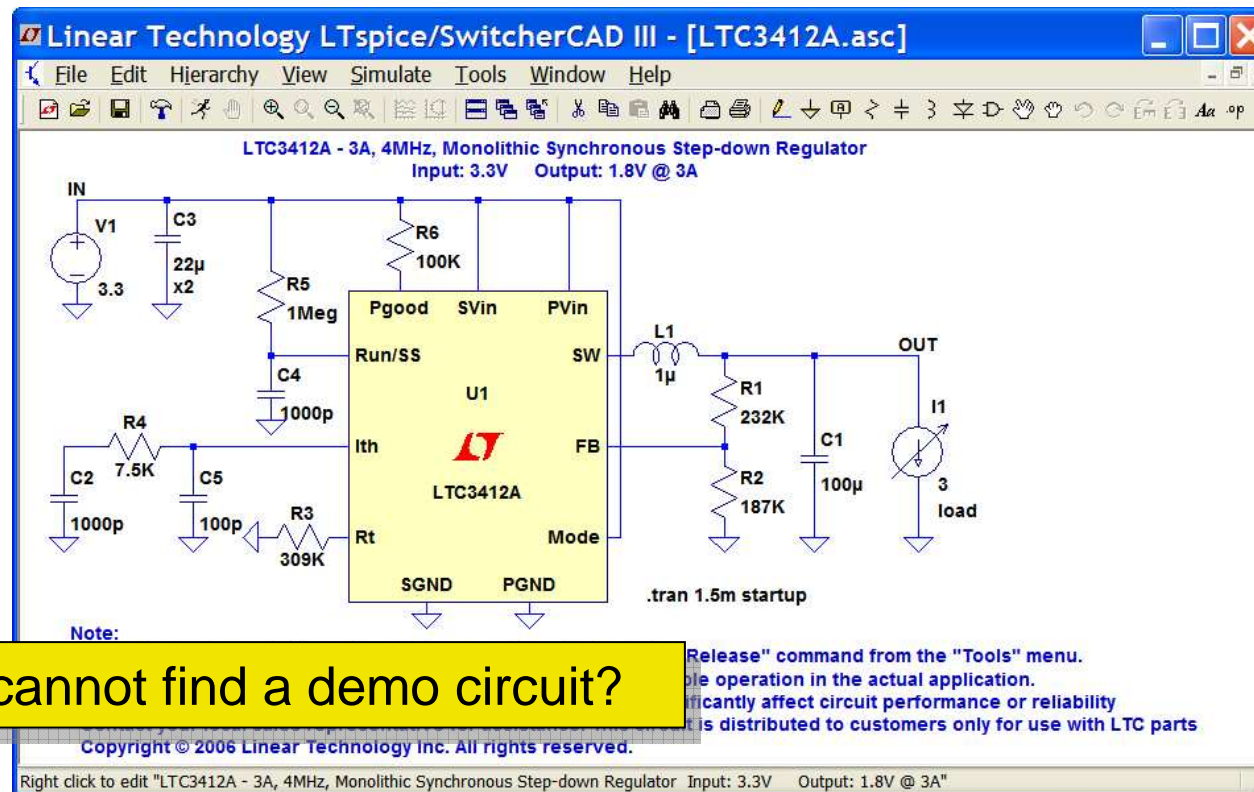 Linear Technology LTspice/SwitcherCAD III - [LTC3412A.asc]
File Edit Hierarchy View Simulate Tools Window Help
Aa .op
LTC3412A - 3A, 4MHz, Monolithic Synchronous Step-down Regulator
Input: 3.3V Output: 1.8V @ 3A
IN
V1
3.3
C3
22µ
x2
R5
1Meg
R6
100K
Pgood SVin PVin
Run/SS
SW
C4
1000p
U1
L1
1µ
OUT
R1
232K
I1
3
load
R4
7.5K
C2
1000p
C5
100p
Ith
FB
LTC3412A
C1
100µ
R2
187K
R3
309K
Rt
Mode
SGND PGND
.tran 1.5m startup
Note:
Release" command from the "Tools" menu.
ble operation in the actual application.
cannot find a demo circuit?
ificantly affect circuit performance or reliability
is distributed to customers only for use with LTC parts
Copyright © 2006 Linear Technology Inc. All rights reserved.
Right click to edit "LTC3412A - 3A, 4MHz, Monolithic Synchronous Step-down Regulator Input: 3.3V Output: 1.8V @ 3A"